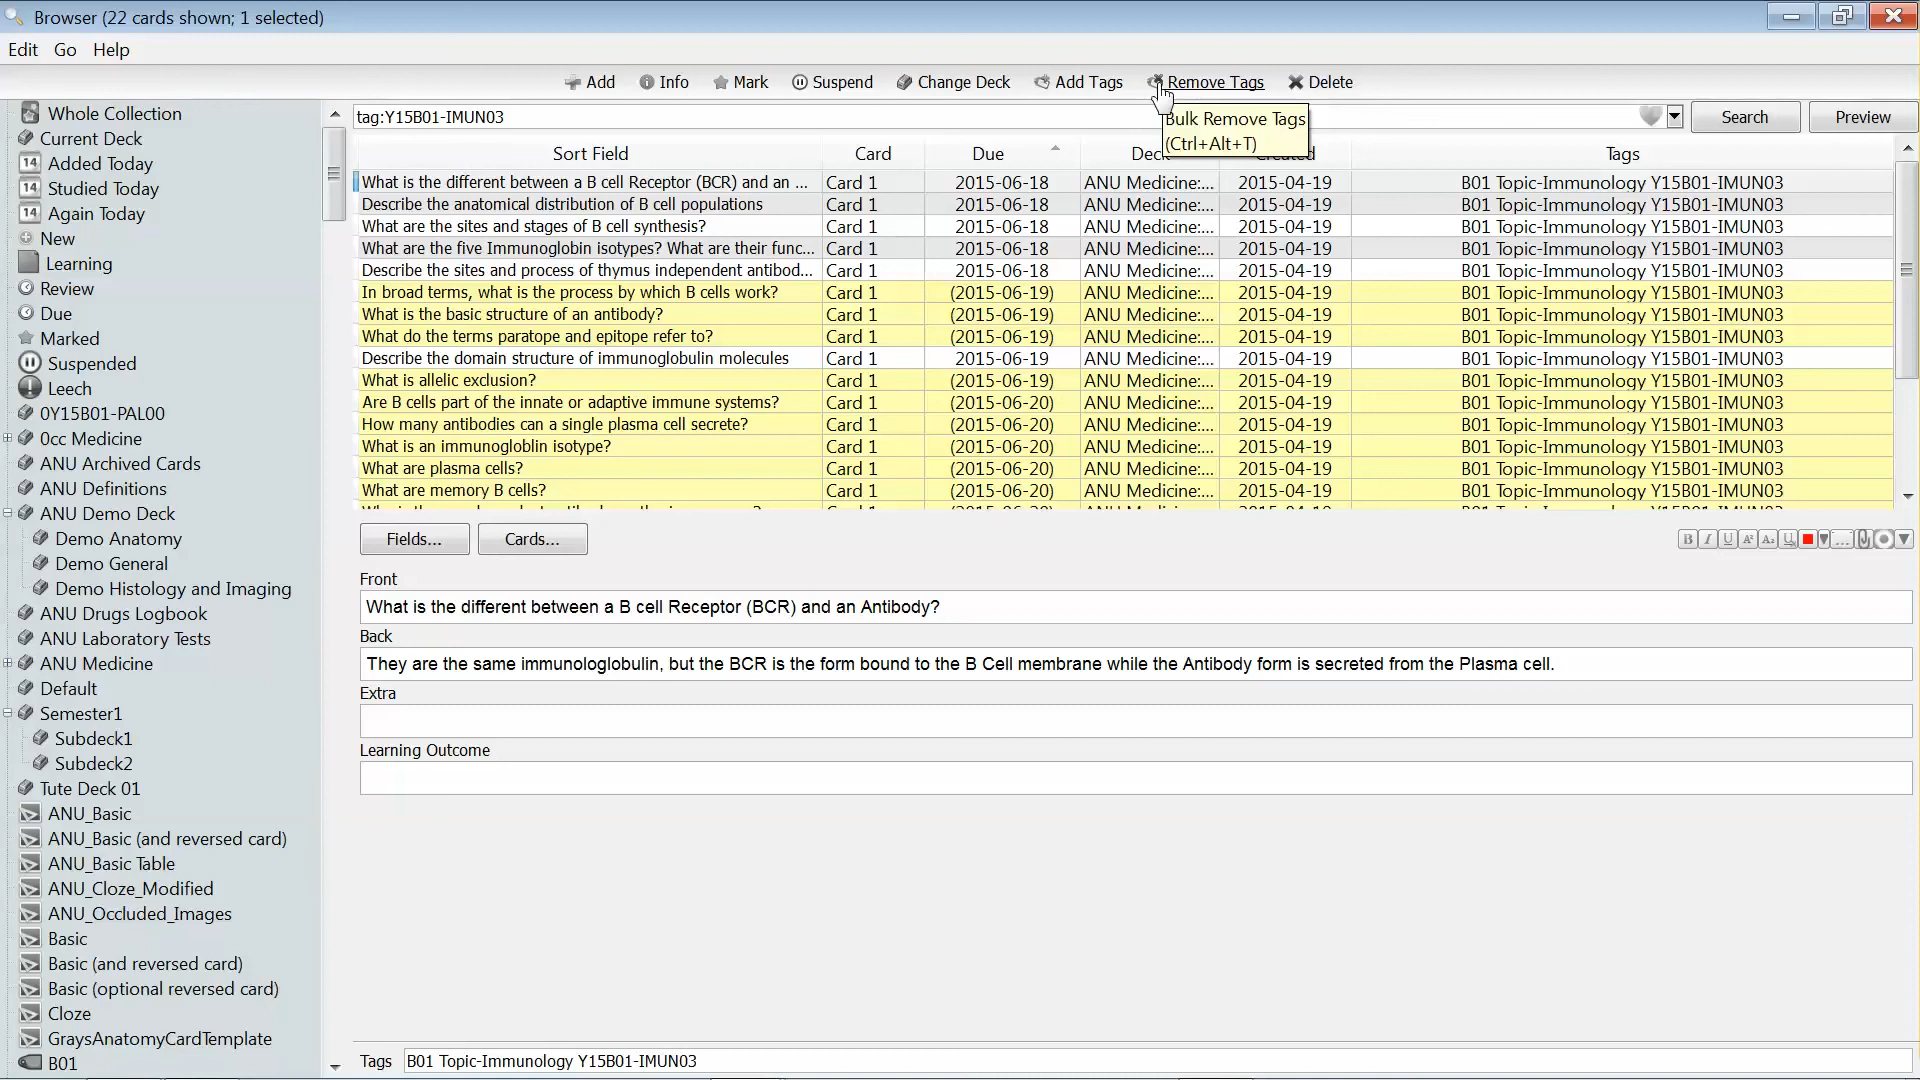 Browser (22 cards shown; 1 selected)
Edit Go Help
Add Info Mark Suspend Change Deck Add Tags Remove Tags Delete
Bulk Remove Tags
(Ctrl+Alt+T)
tag:Y15B01-IMUN03 Search Preview
Sort Field Card Due Deck Created Tags
What is the different between a B cell Receptor (BCR) and an ... Card 1 2015-06-18 ANU Medicine:... 2015-04-19 B01 Topic-Immunology Y15B01-IMUN03
Describe the anatomical distribution of B cell populations Card 1 2015-06-18 ANU Medicine:... 2015-04-19 B01 Topic-Immunology Y15B01-IMUN03
What are the sites and stages of B cell synthesis? Card 1 2015-06-18 ANU Medicine:... 2015-04-19 B01 Topic-Immunology Y15B01-IMUN03
What are the five Immunoglobin isotypes? What are their func... Card 1 2015-06-18 ANU Medicine:... 2015-04-19 B01 Topic-Immunology Y15B01-IMUN03
Describe the sites and process of thymus independent antibod... Card 1 2015-06-18 ANU Medicine:... 2015-04-19 B01 Topic-Immunology Y15B01-IMUN03
In broad terms, what is the process by which B cells work? Card 1 (2015-06-19) ANU Medicine:... 2015-04-19 B01 Topic-Immunology Y15B01-IMUN03
What is the basic structure of an antibody? Card 1 (2015-06-19) ANU Medicine:... 2015-04-19 B01 Topic-Immunology Y15B01-IMUN03
What do the terms paratope and epitope refer to? Card 1 (2015-06-19) ANU Medicine:... 2015-04-19 B01 Topic-Immunology Y15B01-IMUN03
Describe the domain structure of immunoglobulin molecules Card 1 2015-06-19 ANU Medicine:... 2015-04-19 B01 Topic-Immunology Y15B01-IMUN03
What is allelic exclusion? Card 1 (2015-06-19) ANU Medicine:... 2015-04-19 B01 Topic-Immunology Y15B01-IMUN03
Are B cells part of the innate or adaptive immune systems? Card 1 (2015-06-20) ANU Medicine:... 2015-04-19 B01 Topic-Immunology Y15B01-IMUN03
How many antibodies can a single plasma cell secrete? Card 1 (2015-06-20) ANU Medicine:... 2015-04-19 B01 Topic-Immunology Y15B01-IMUN03
What is an immunogloblin isotype? Card 1 (2015-06-20) ANU Medicine:... 2015-04-19 B01 Topic-Immunology Y15B01-IMUN03
What are plasma cells? Card 1 (2015-06-20) ANU Medicine:... 2015-04-19 B01 Topic-Immunology Y15B01-IMUN03
What are memory B cells? Card 1 (2015-06-20) ANU Medicine:... 2015-04-19 B01 Topic-Immunology Y15B01-IMUN03
Whole Collection
Current Deck
14 Added Today
14 Studied Today
14 Again Today
New
Learning
Review
Due
Marked
Suspended
Leech
0Y15B01-PAL00
0cc Medicine
ANU Archived Cards
ANU Definitions
ANU Demo Deck
Demo Anatomy
Demo General
Demo Histology and Imaging
ANU Drugs Logbook
ANU Laboratory Tests
ANU Medicine
Default
Semester1
Subdeck1
Subdeck2
Tute Deck 01
ANU_Basic
ANU_Basic (and reversed card)
ANU_Basic Table
ANU_Cloze_Modified
ANU_Occluded_Images
Basic
Basic (and reversed card)
Basic (optional reversed card)
Cloze
GraysAnatomyCardTemplate
B01
Fields... Cards...
Front
What is the different between a B cell Receptor (BCR) and an Antibody?
Back
They are the same immunologlobulin, but the BCR is the form bound to the B Cell membrane while the Antibody form is secreted from the Plasma cell.
Extra
Learning Outcome
Tags B01 Topic-Immunology Y15B01-IMUN03